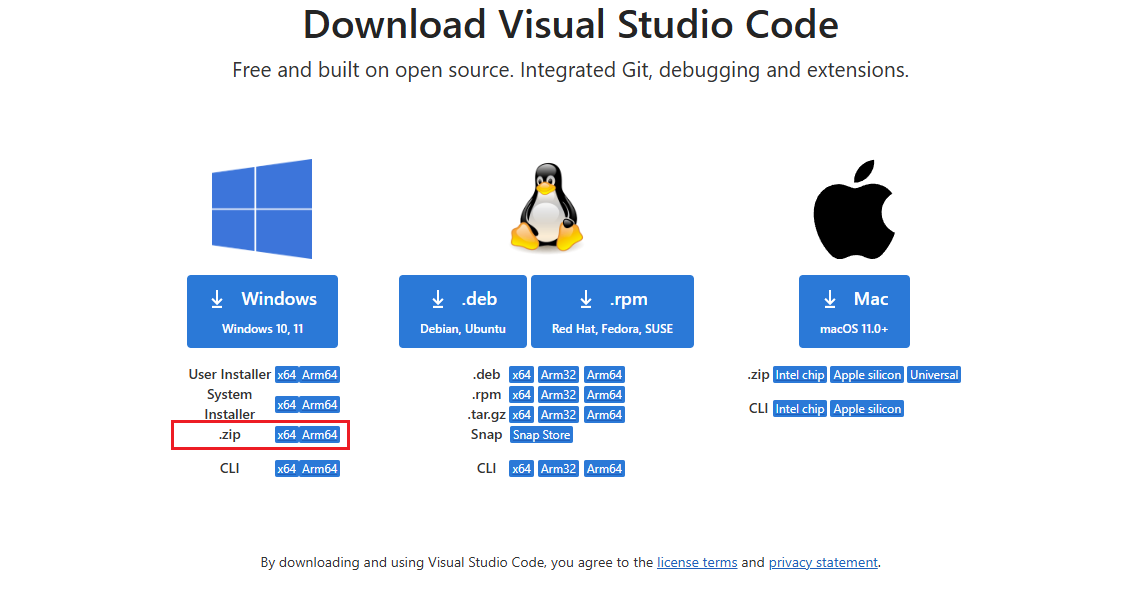 Download Visual Studio Code
Free and built on open source. Integrated Git, debugging and extensions.
Windows
Windows 10, 11
User Installer x64 Arm64
System
Installer x64 Arm64
.zip x64 Arm64
CLI x64 Arm64
.deb
Debian, Ubuntu
.rpm
Red Hat, Fedora, SUSE
.deb x64 Arm32 Arm64
.rpm x64 Arm32 Arm64
.tar.gz x64 Arm32 Arm64
Snap Snap Store
CLI x64 Arm32 Arm64
Mac
macOS 11.0+
.zip Intel chip Apple silicon Universal
CLI Intel chip Apple silicon
By downloading and using Visual Studio Code, you agree to the license terms and privacy statement.